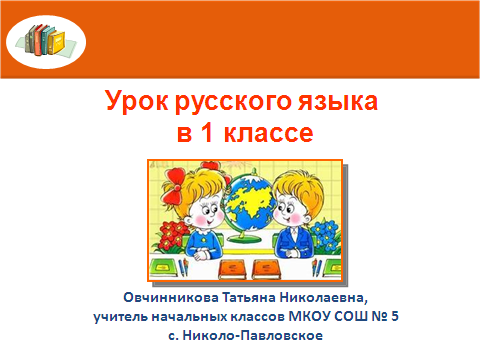 Урок русского языка
в 1 классе
Овчинникова Татьяна Николаевна,
учитель начальных классов МКОУ СОШ № 5
с. Николо-Павловское